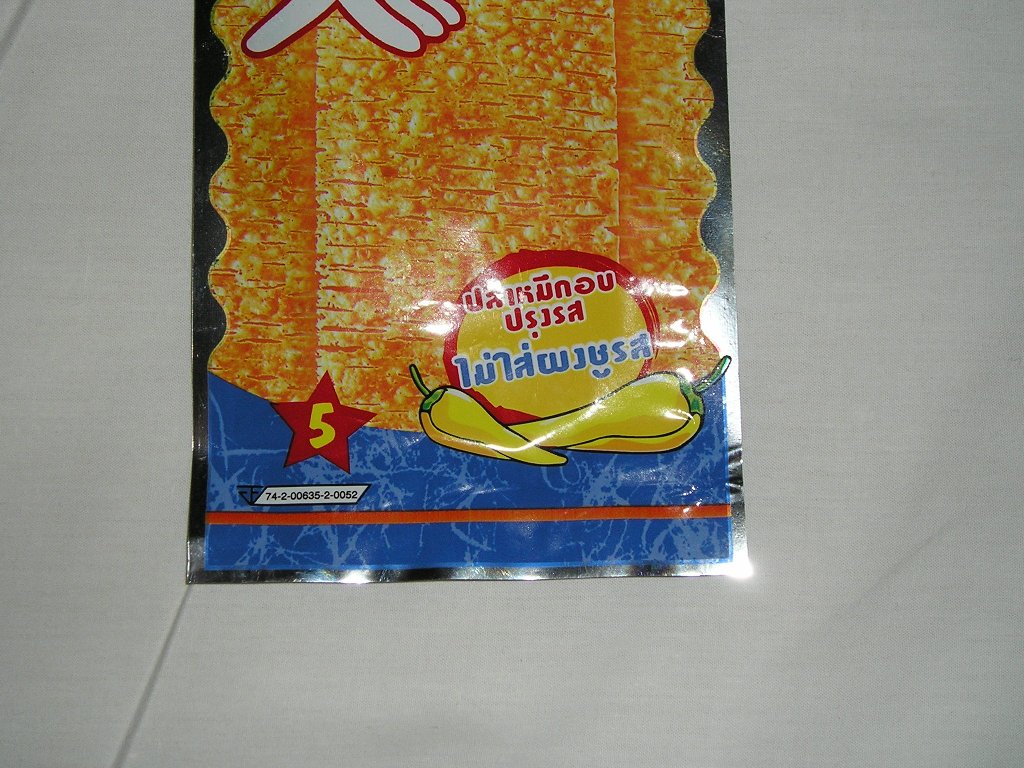 ปลาหมึกอบ
ปรุงรส
ไม่ใส่ผงชูรส
5
74-2-00635-2-0052